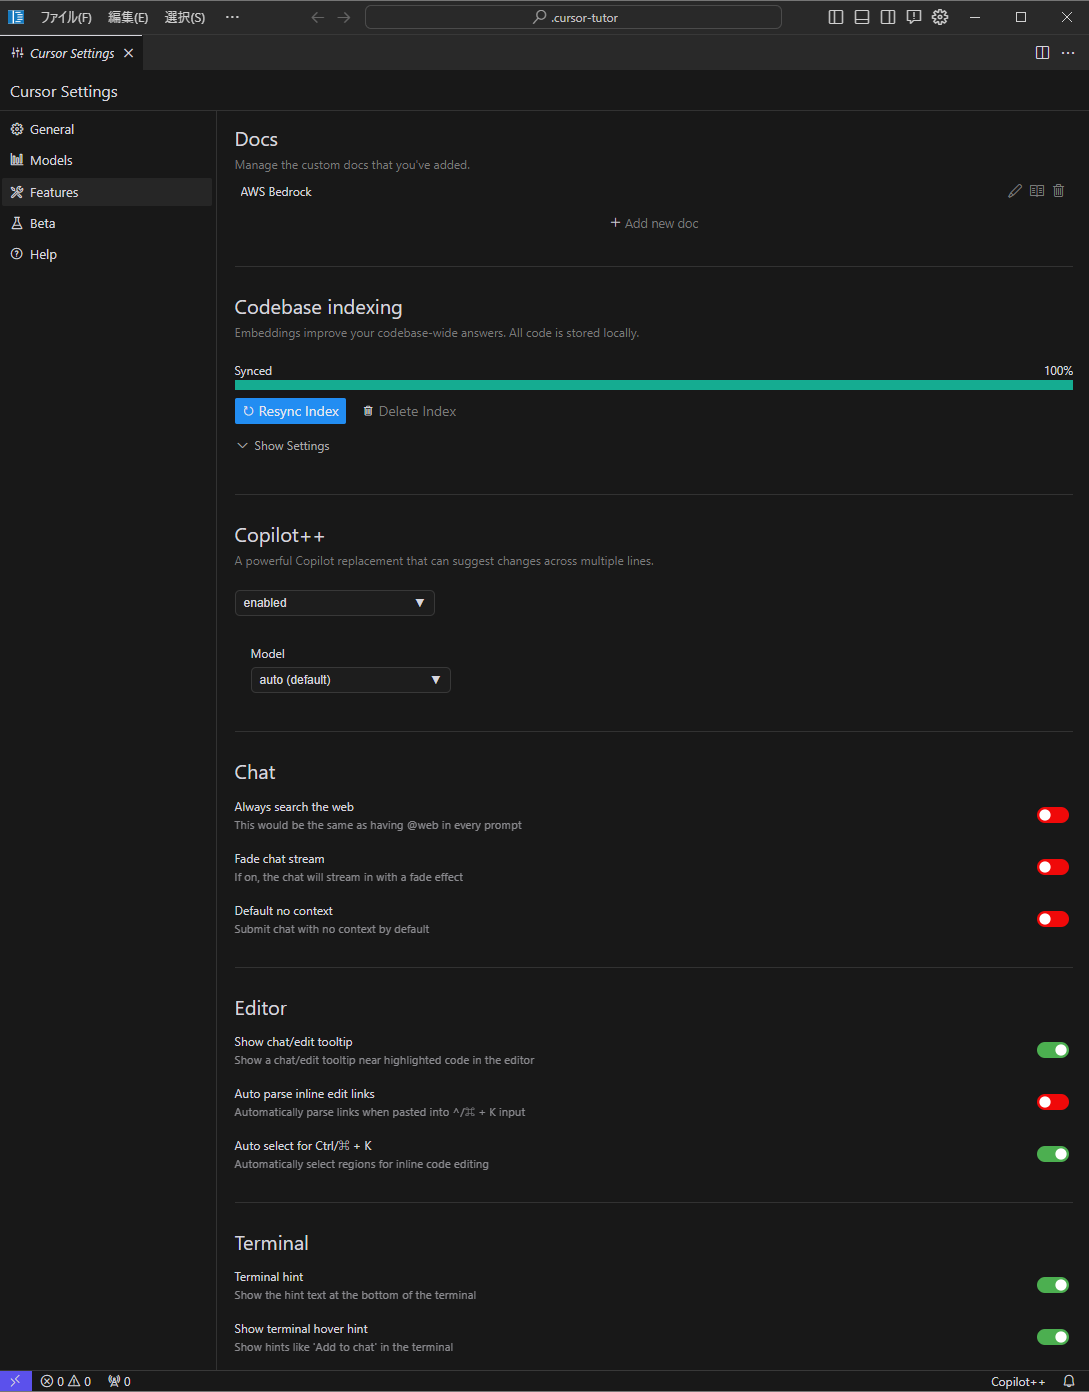 ファイル(F) 編集(E) 選択(S) ··· .cursor-tutor
Cursor Settings
Cursor Settings
General
Models
Features
Beta
Help
Docs
Manage the custom docs that you've added.
AWS Bedrock
+ Add new doc
Codebase indexing
Embeddings improve your codebase-wide answers. All code is stored locally.
Synced 100%
Resync Index Delete Index
Show Settings
Copilot++
A powerful Copilot replacement that can suggest changes across multiple lines.
enabled
Model
auto (default)
Chat
Always search the web
This would be the same as having @web in every prompt
Fade chat stream
If on, the chat will stream in with a fade effect
Default no context
Submit chat with no context by default
Editor
Show chat/edit tooltip
Show a chat/edit tooltip near highlighted code in the editor
Auto parse inline edit links
Automatically parse links when pasted into ^/⌘ + K input
Auto select for Ctrl/⌘ + K
Automatically select regions for inline code editing
Terminal
Terminal hint
Show the hint text at the bottom of the terminal
Show terminal hover hint
Show hints like 'Add to chat' in the terminal
0 0 0 Copilot++